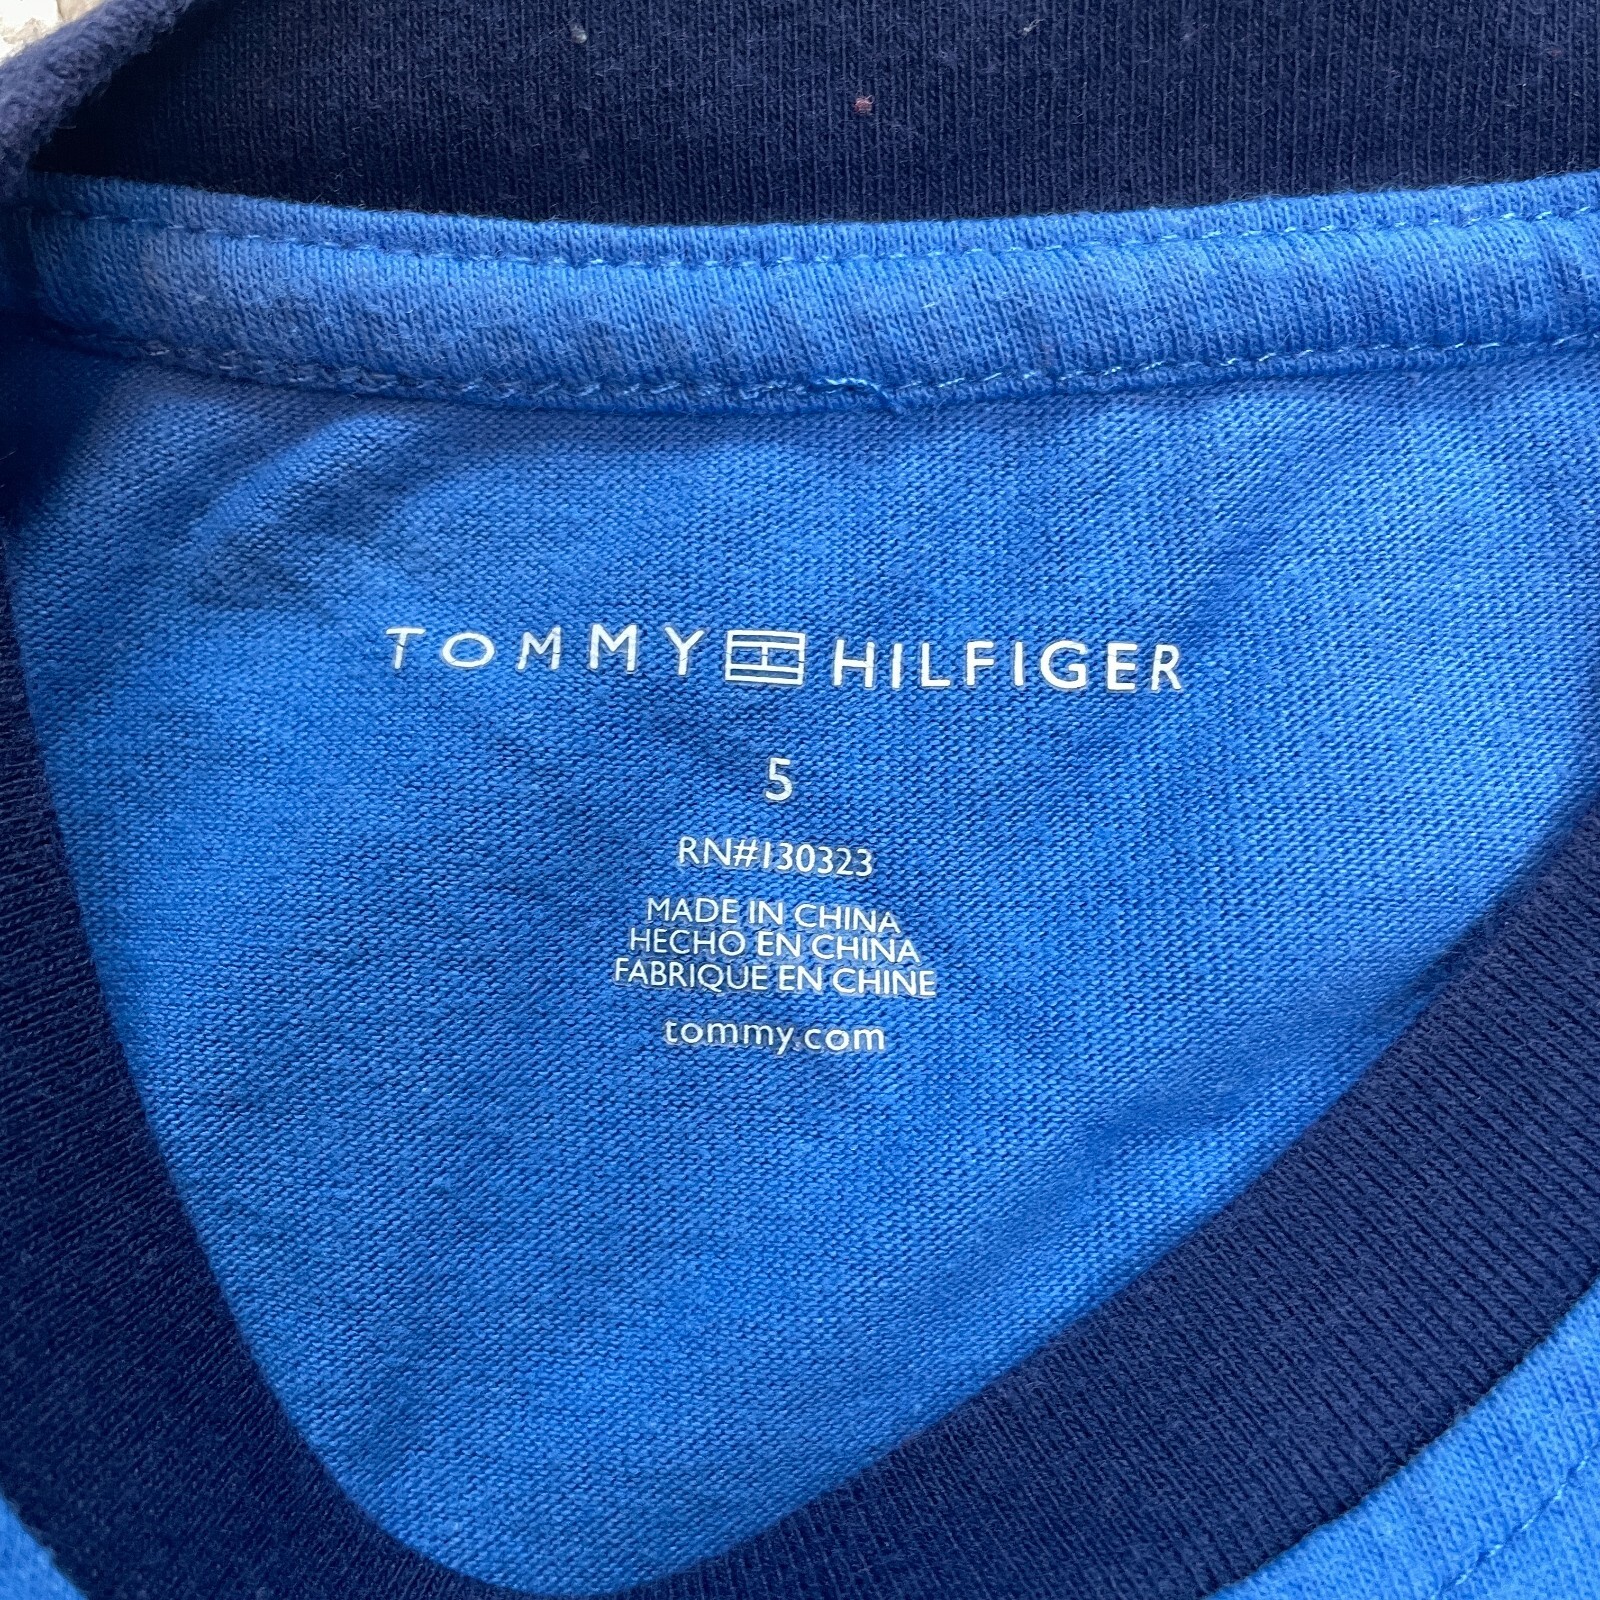 TOMMY HILFIGER
5
RN#130323
MADE IN CHINA
HECHO EN CHINA
FABRIQUE EN CHINE
tommy.com